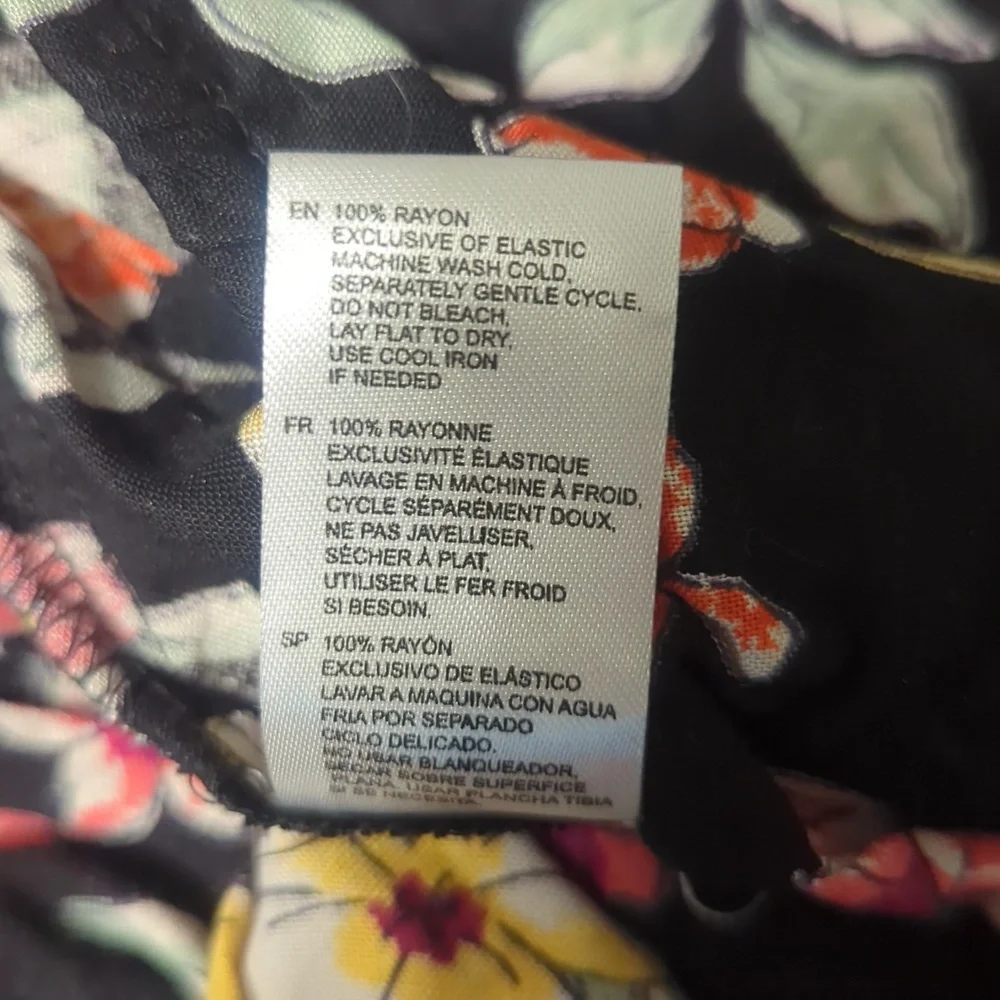 EN 100% RAYON
EXCLUSIVE OF ELASTIC
MACHINE WASH COLD,
SEPARATELY GENTLE CYCLE,
DO NOT BLEACH,
LAY FLAT TO DRY,
USE COOL IRON
IF NEEDED
FR 100% RAYONNE
EXCLUSIVITÉ ÉLASTIQUE
LAVAGE EN MACHINE À FROID,
CYCLE SÉPARÉMENT DOUX,
NE PAS JAVELLISER,
SÉCHER À PLAT,
UTILISER LE FER FROID
SI BESOIN.
SP 100% RAYÓN
EXCLUSIVO DE ELÁSTICO
LAVAR A MAQUINA CON AGUA
FRIA POR SEPARADO
CICLO DELICADO,
NO USAR BLANQUEADOR,
SECAR SOBRE SUPERFICE
PLANA, USAR PLANCHA TIBIA
SI SE NECESITA.